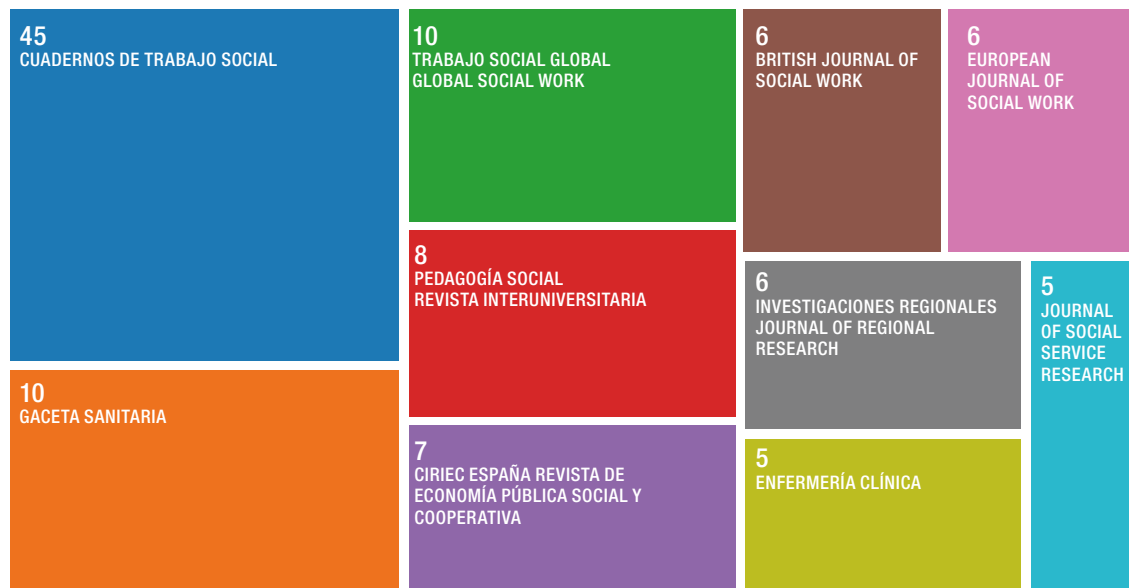 45
CUADERNOS DE TRABAJO SOCIAL
10
GACETA SANITARIA
10
TRABAJO SOCIAL GLOBAL
GLOBAL SOCIAL WORK
8
PEDAGOGÍA SOCIAL
REVISTA INTERUNIVERSITARIA
7
CIRIEC ESPAÑA REVISTA DE
ECONOMÍA PÚBLICA SOCIAL Y
COOPERATIVA
6
BRITISH JOURNAL OF
SOCIAL WORK
6
EUROPEAN
JOURNAL OF
SOCIAL WORK
6
INVESTIGACIONES REGIONALES
JOURNAL OF REGIONAL
RESEARCH
5
ENFERMERÍA CLÍNICA
5
JOURNAL
OF SOCIAL
SERVICE
RESEARCH